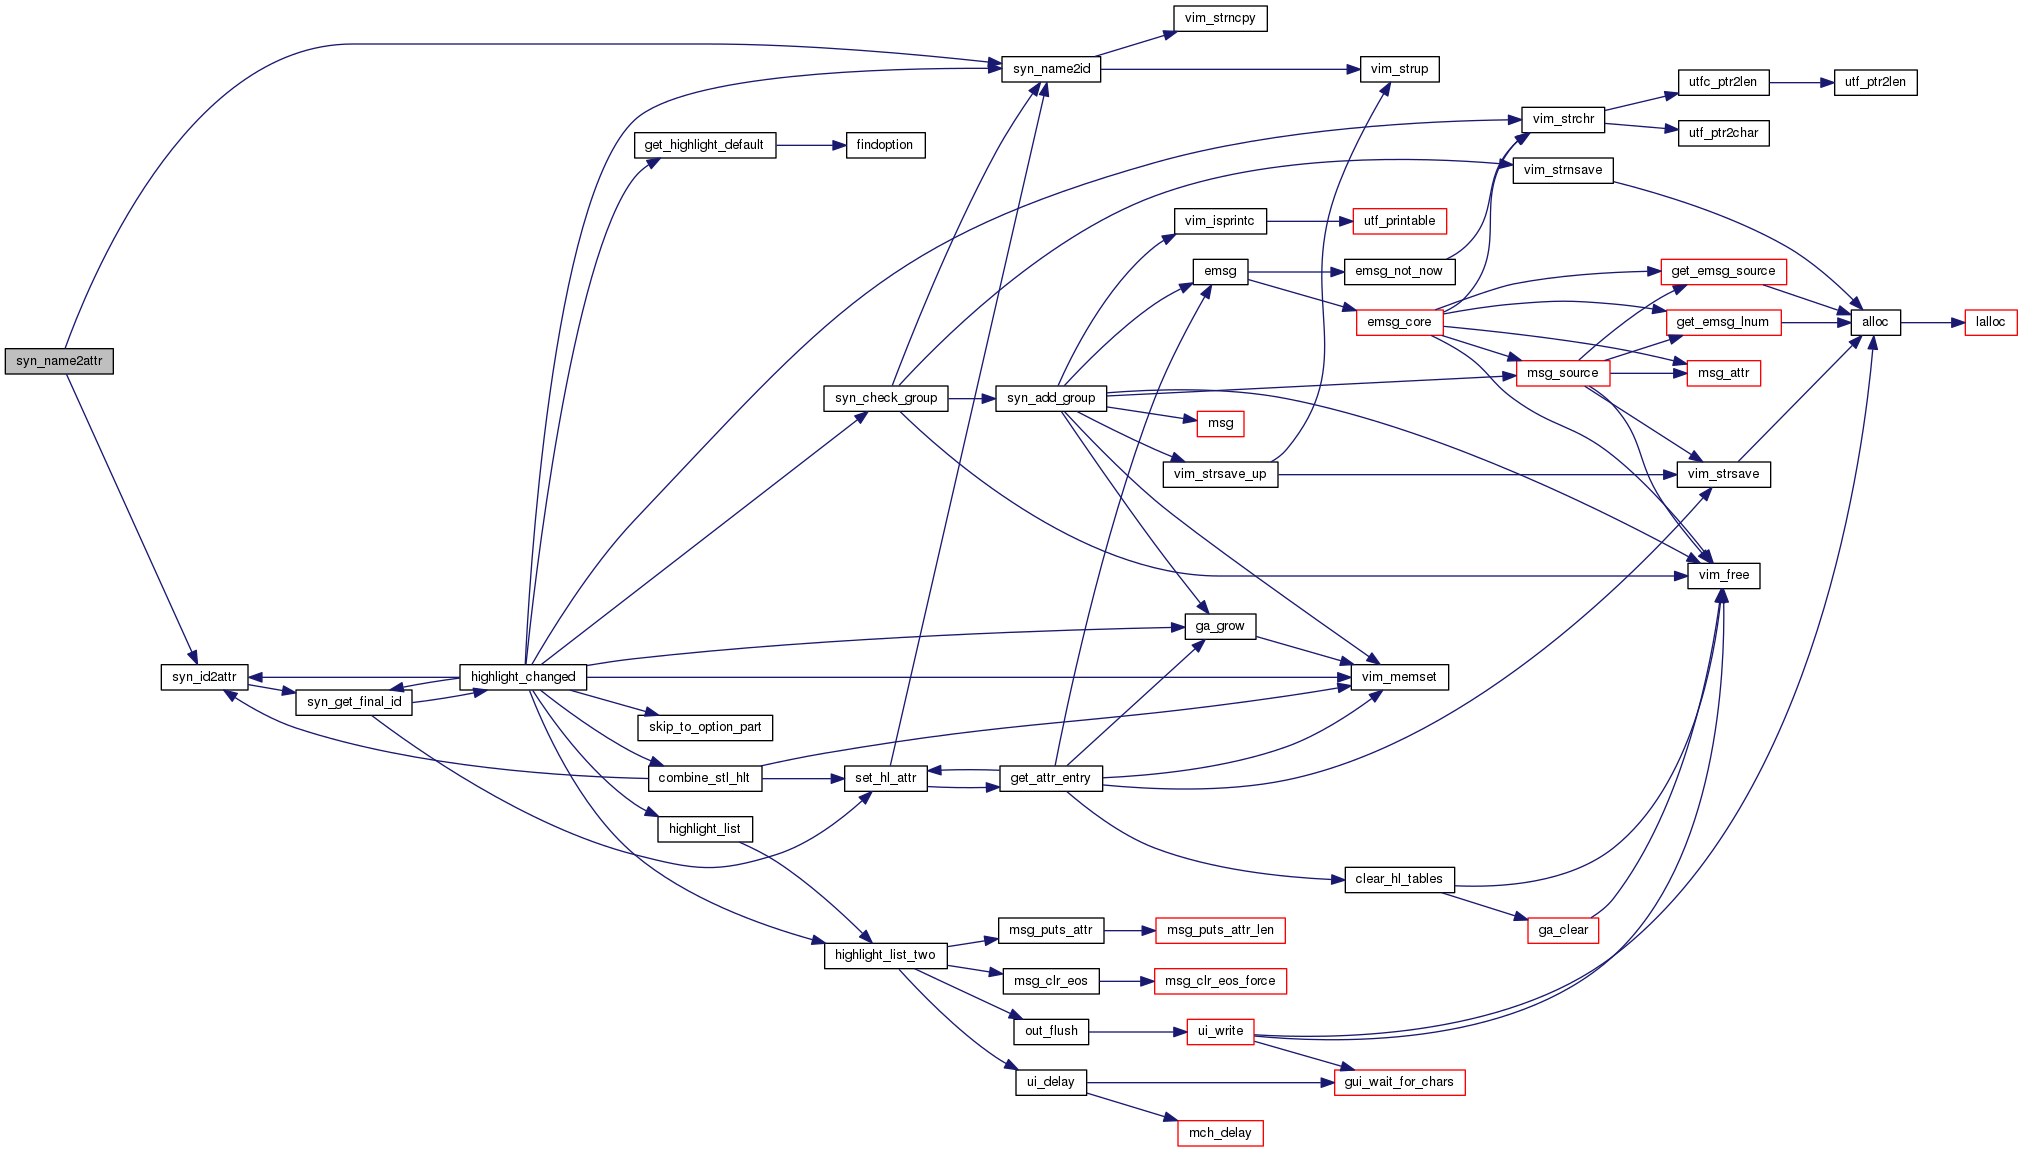 syn_name2attr
syn_id2attr
syn_get_final_id
highlight_changed
get_highlight_default
skip_to_option_part
combine_stl_hlt
highlight_list
findoption
syn_check_group
set_hl_attr
highlight_list_two
syn_name2id
syn_add_group
get_attr_entry
msg_puts_attr
msg_clr_eos
out_flush
ui_delay
vim_strncpy
vim_isprintc
emsg
msg
vim_strsave_up
ga_grow
msg_puts_attr_len
msg_clr_eos_force
ui_write
mch_delay
vim_strup
utf_printable
emsg_not_now
emsg_core
vim_memset
clear_hl_tables
gui_wait_for_chars
vim_strchr
vim_strnsave
msg_source
ga_clear
utfc_ptr2len
utf_ptr2char
get_emsg_source
get_emsg_lnum
msg_attr
vim_strsave
vim_free
utf_ptr2len
alloc
lalloc